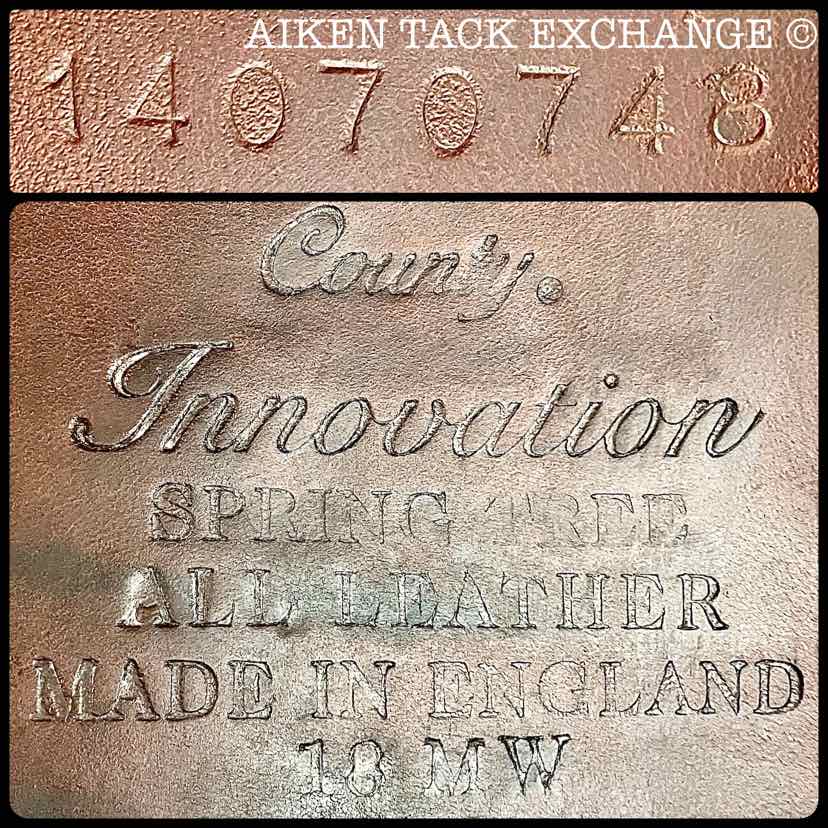 AIKEN TACK EXCHANGE ©
14070748
County.
Innovation
SPRING TREE
ALL LEATHER
MADE IN ENGLAND
18 MW